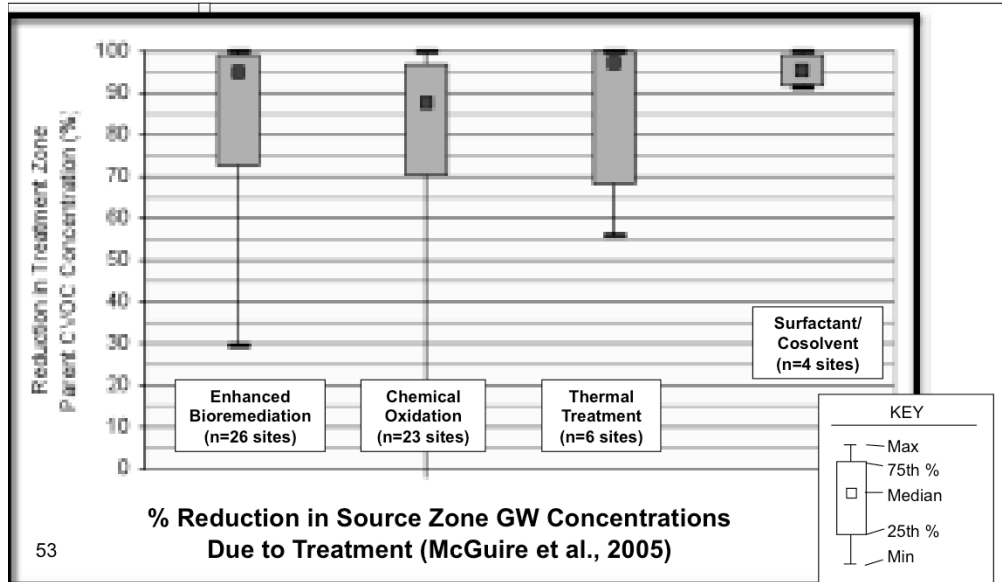 Reduction in Treatment Zone
Parent CVOC Concentration (%)
100
90
80
70
60
50
40
30
20
10
0
Enhanced
Bioremediation
(n=26 sites)
Chemical
Oxidation
(n=23 sites)
Thermal
Treatment
(n=6 sites)
Surfactant/
Cosolvent
(n=4 sites)
KEY
Max
75th %
Median
25th %
Min
% Reduction in Source Zone GW Concentrations
Due to Treatment (McGuire et al., 2005)
53